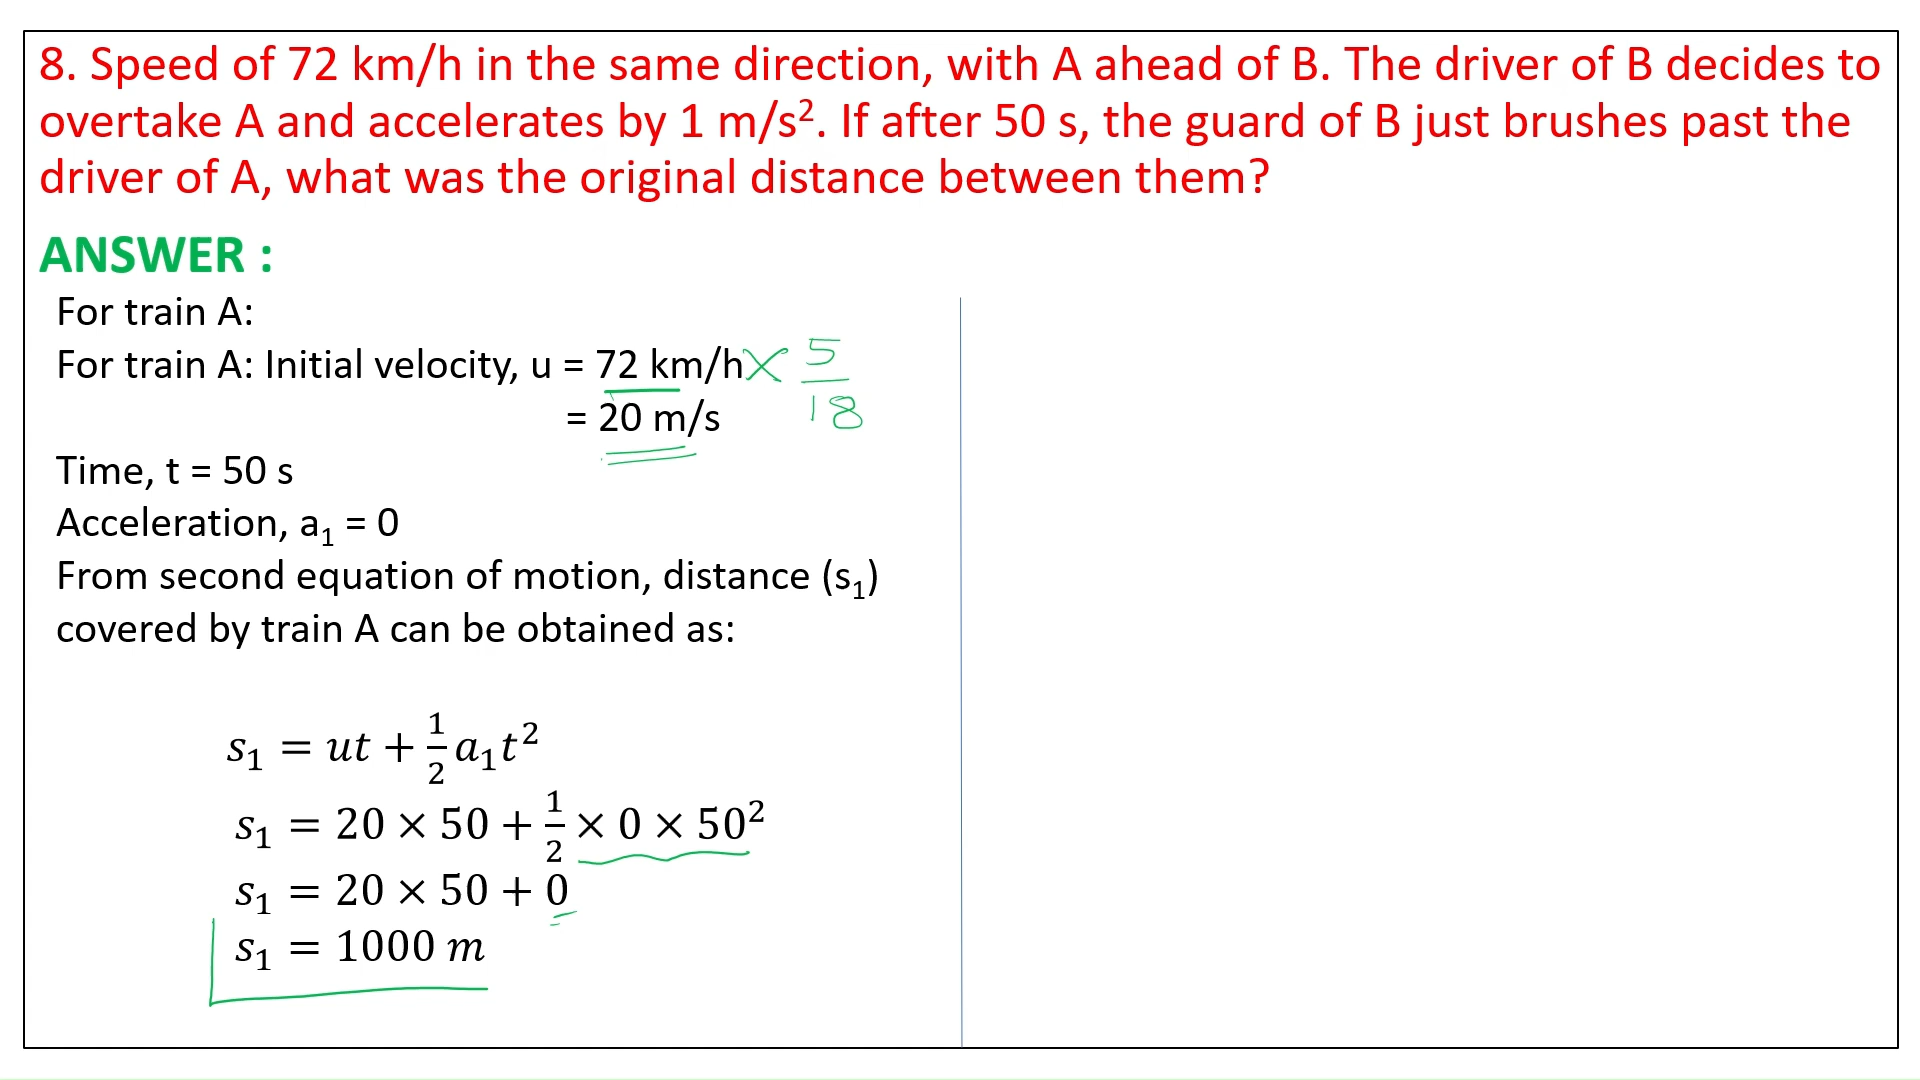 8. Speed of 72 km/h in the same direction, with A ahead of B. The driver of B decides to
overtake A and accelerates by 1 m/s². If after 50 s, the guard of B just brushes past the
driver of A, what was the original distance between them?
ANSWER :
For train A:
For train A: Initial velocity, u = 72 km/h × 5/18
= 20 m/s
Time, t = 50 s
Acceleration, a₁ = 0
From second equation of motion, distance (s₁)
covered by train A can be obtained as:
s₁ = ut + 1/2 a₁t²
s₁ = 20 × 50 + 1/2 × 0 × 50²
s₁ = 20 × 50 + 0
s₁ = 1000 m